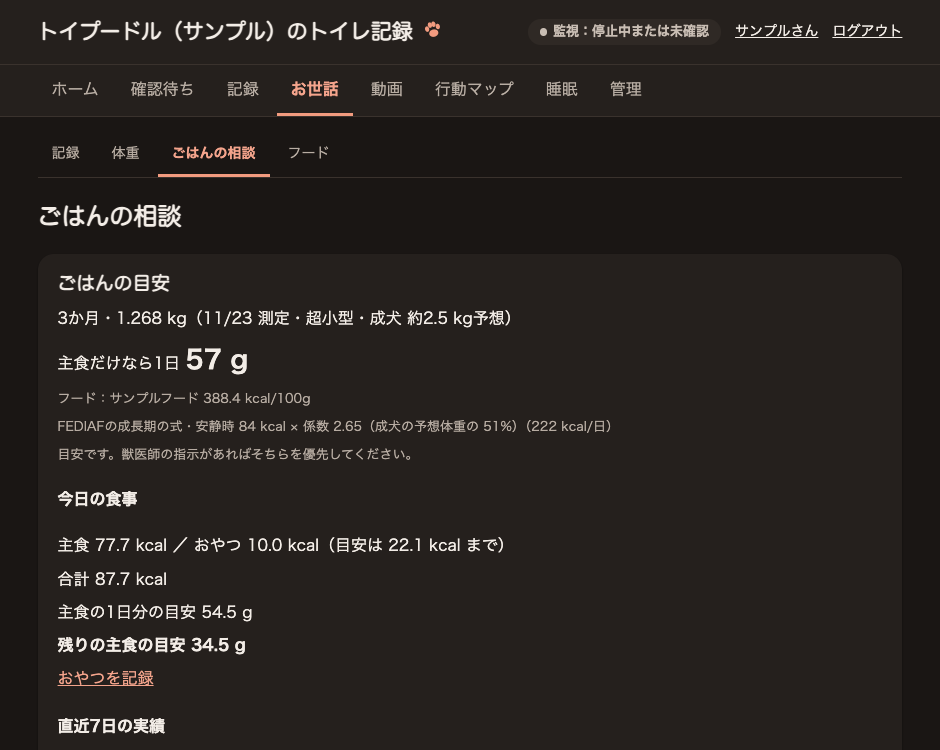 トイプードル（サンプル）のトイレ記録
監視：停止中または未確認
サンプルさん
ログアウト
ホーム
確認待ち
記録
お世話
動画
行動マップ
睡眠
管理
記録
体重
ごはんの相談
フード
ごはんの相談
ごはんの目安
3か月・1.268 kg（11/23 測定・超小型・成犬 約2.5 kg予想）
主食だけなら1日 57 g
フード：サンプルフード 388.4 kcal/100g
FEDIAFの成長期の式・安静時 84 kcal × 係数 2.65（成犬の予想体重の 51%）（222 kcal/日）
目安です。獣医師の指示があればそちらを優先してください。
今日の食事
主食 77.7 kcal ／ おやつ 10.0 kcal（目安は 22.1 kcal まで）
合計 87.7 kcal
主食の1日分の目安 54.5 g
残りの主食の目安 34.5 g
おやつを記録
直近7日の実績